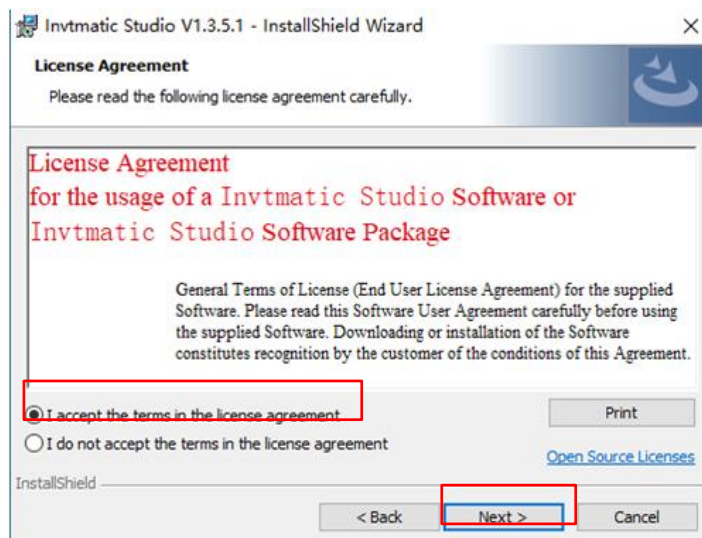 Invtmatic Studio V1.3.5.1 - InstallShield Wizard
License Agreement
Please read the following license agreement carefully.
License Agreement
for the usage of a Invtmatic Studio Software or
Invtmatic Studio Software Package
General Terms of License (End User License Agreement) for the supplied
Software. Please read this Software User Agreement carefully before using
the supplied Software. Downloading or installation of the Software
constitutes recognition by the customer of the conditions of this Agreement.
I accept the terms in the license agreement
Print
I do not accept the terms in the license agreement
Open Source Licenses
InstallShield
< Back
Next >
Cancel